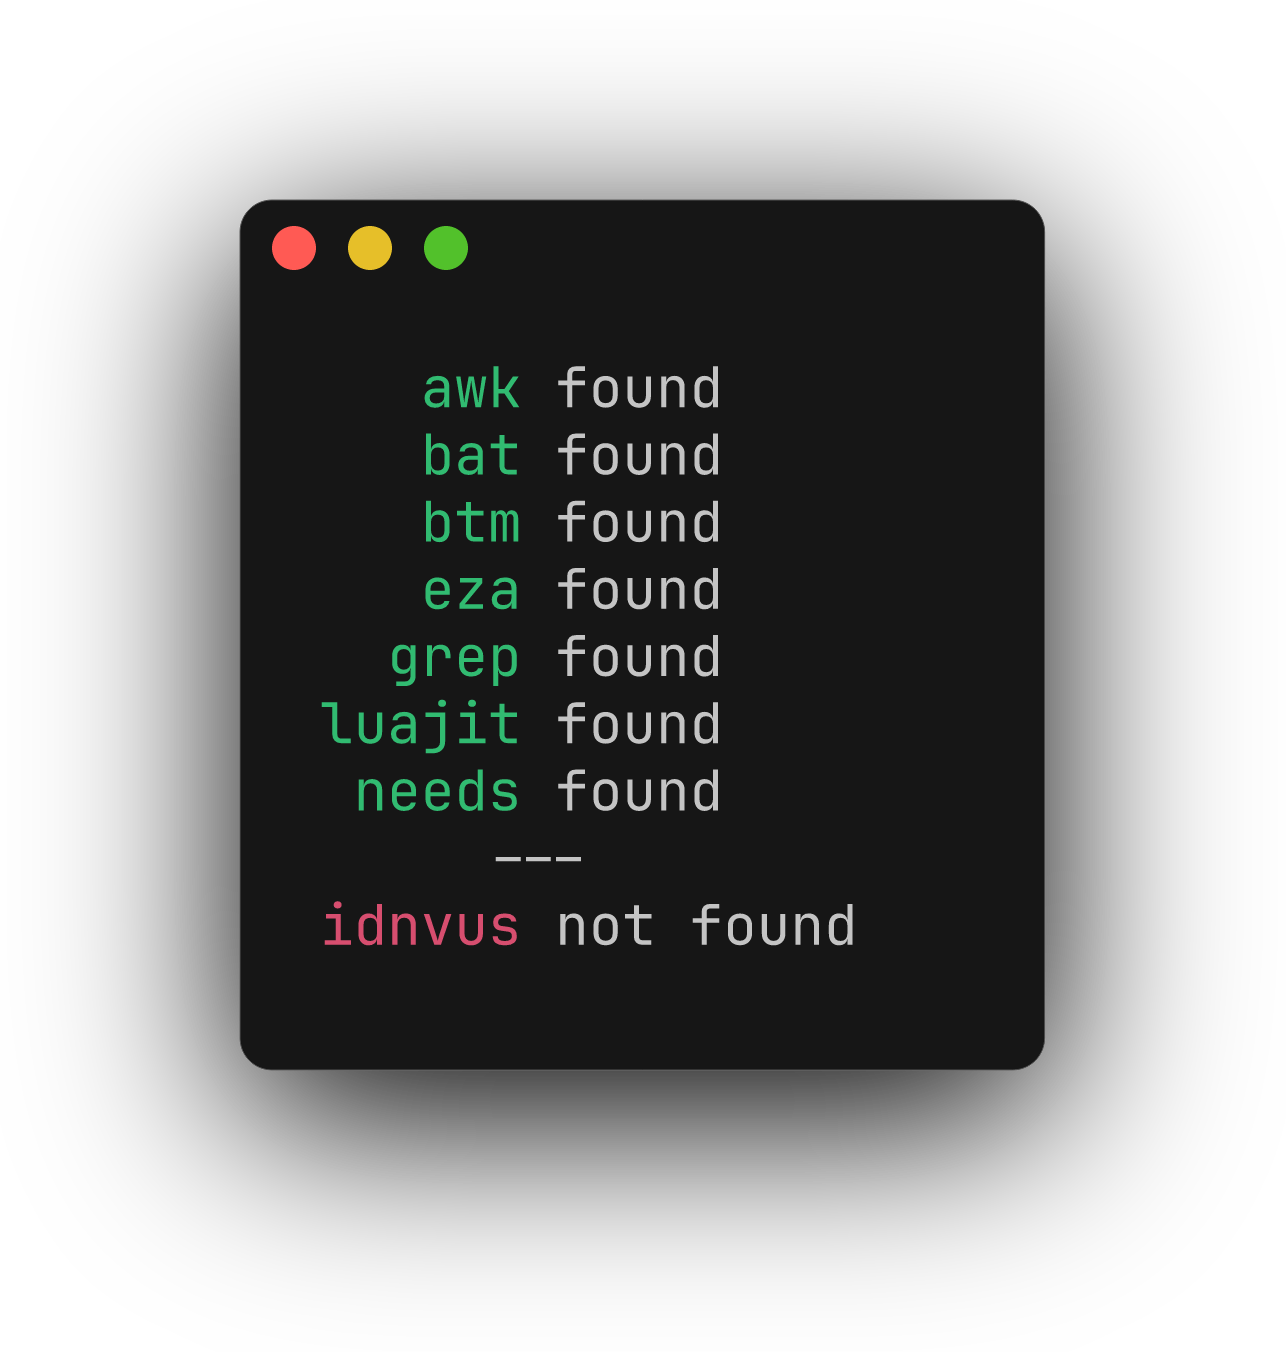 awk found
bat found
btm found
eza found
grep found
luajit found
needs found
---
idnvus not found